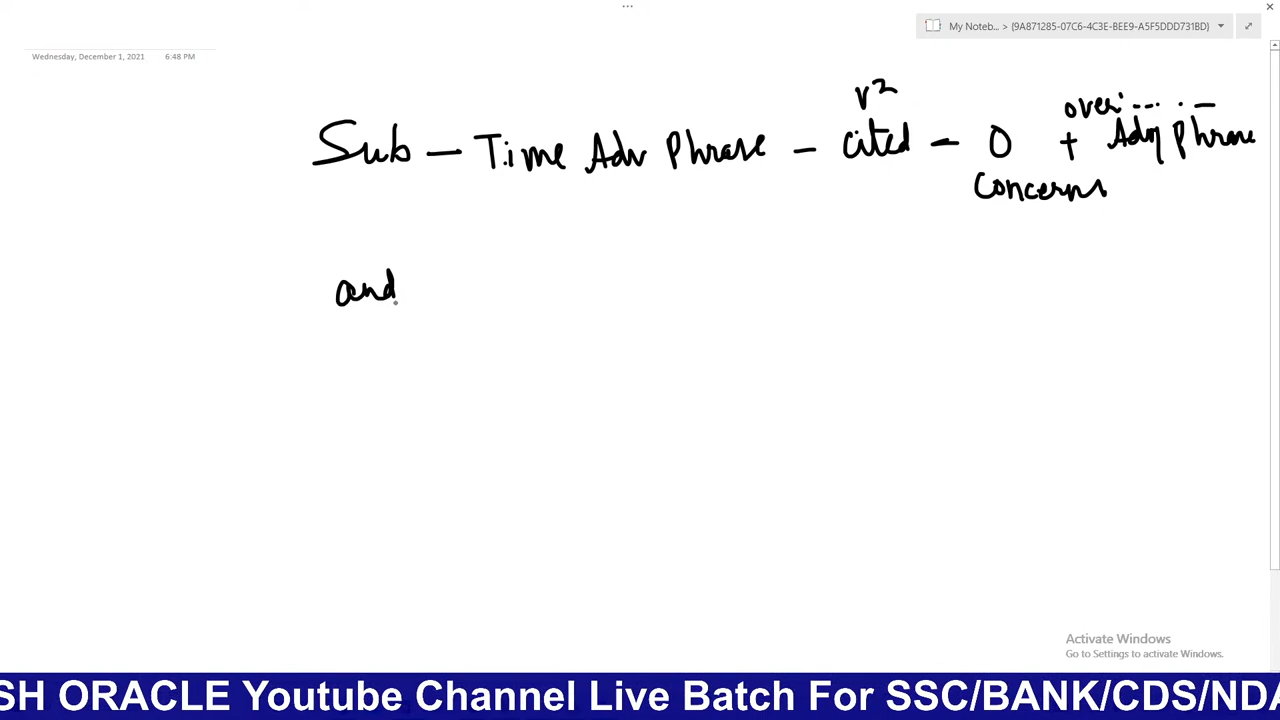 My Noteb... > {9A871285-07C6-4C3E-BEE9-A5F5DDD731BD}
Wednesday, December 1, 2021 6:48 PM
v2 over ... . –
Sub – Time Adv Phrase – cited – O + Adj Phrase
Concerns
and
Activate Windows
Go to Settings to activate Windows.
SH ORACLE Youtube Channel Live Batch For SSC/BANK/CDS/NDA